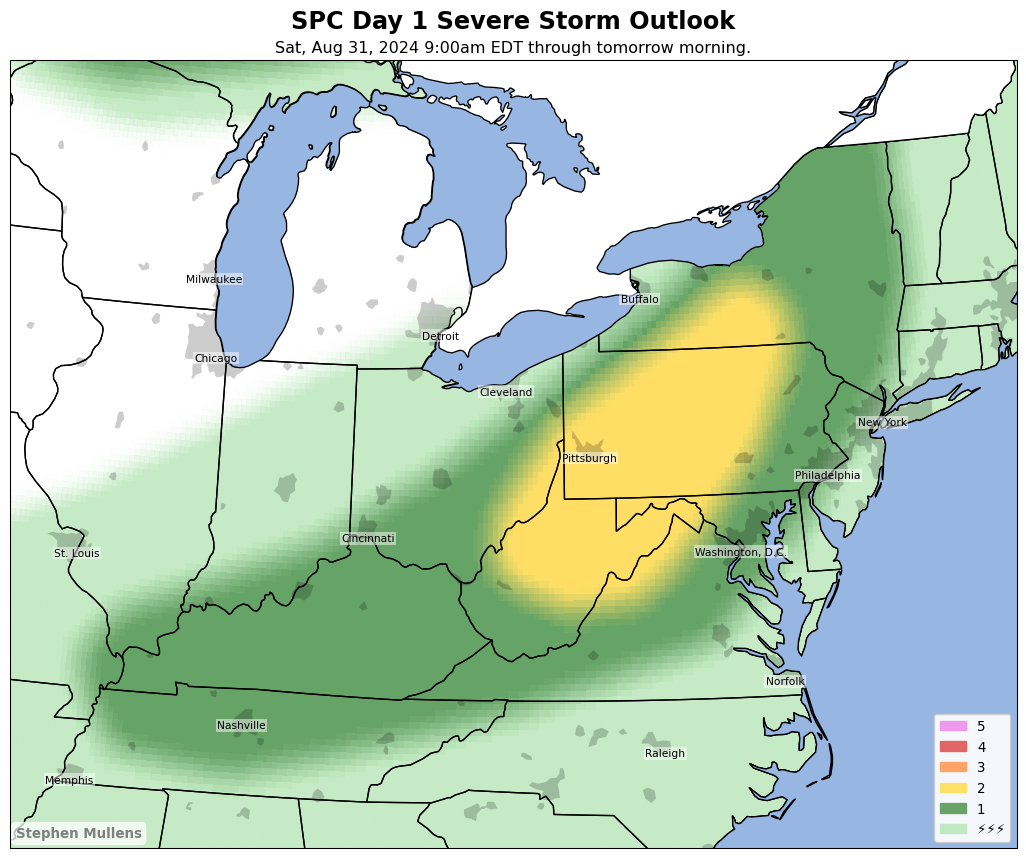 SPC Day 1 Severe Storm Outlook
Sat, Aug 31, 2024 9:00am EDT through tomorrow morning.
Milwaukee
Buffalo
Detroit
Chicago
Cleveland
New York
Pittsburgh
Philadelphia
Cincinnati
St. Louis
Washington, D.C.
Norfolk
Nashville
Raleigh
Memphis
5
4
3
2
1
⚡⚡⚡
Stephen Mullens